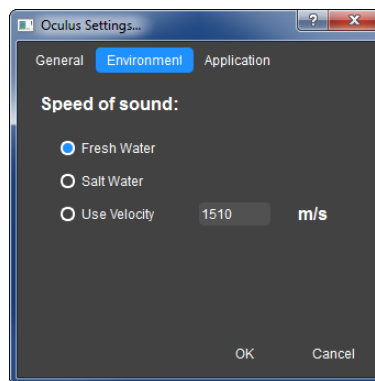 Oculus Settings...
?
General Environment Application
Speed of sound:
Fresh Water
Salt Water
Use Velocity 1510 m/s
OK Cancel